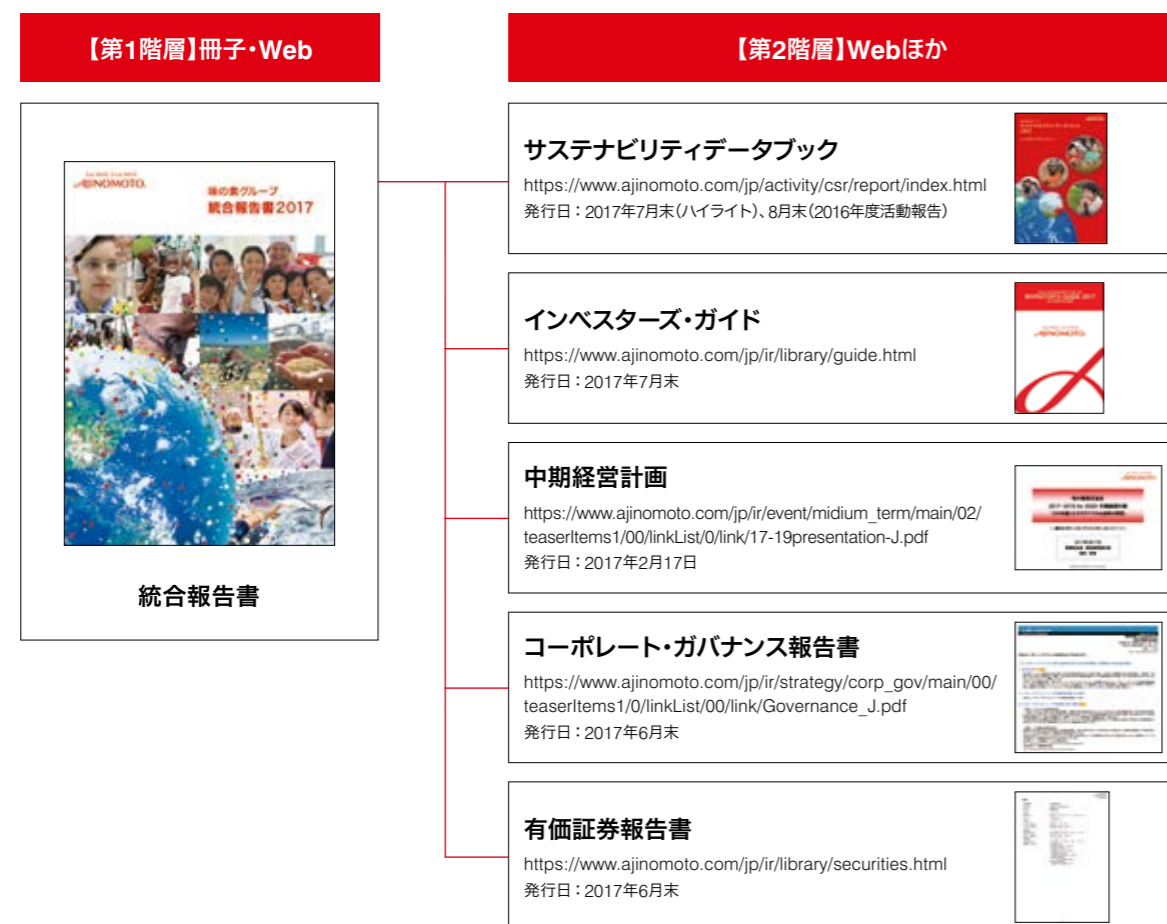 【第1階層】冊子・Web
AJINOMOTO.
味の素グループ
統合報告書2017
統合報告書
【第2階層】Webほか
サステナビリティデータブック
https://www.ajinomoto.com/jp/activity/csr/report/index.html
発行日：2017年7月末（ハイライト）、8月末（2016年度活動報告）
インベスターズ・ガイド
https://www.ajinomoto.com/jp/ir/library/guide.html
発行日：2017年7月末
中期経営計画
https://www.ajinomoto.com/jp/ir/event/midium_term/main/02/
teaserItems1/00/linkList/0/link/17-19presentation-J.pdf
発行日：2017年2月17日
コーポレート・ガバナンス報告書
https://www.ajinomoto.com/jp/ir/strategy/corp_gov/main/00/
teaserItems1/0/linkList/00/link/Governance_J.pdf
発行日：2017年6月末
有価証券報告書
https://www.ajinomoto.com/jp/ir/library/securities.html
発行日：2017年6月末